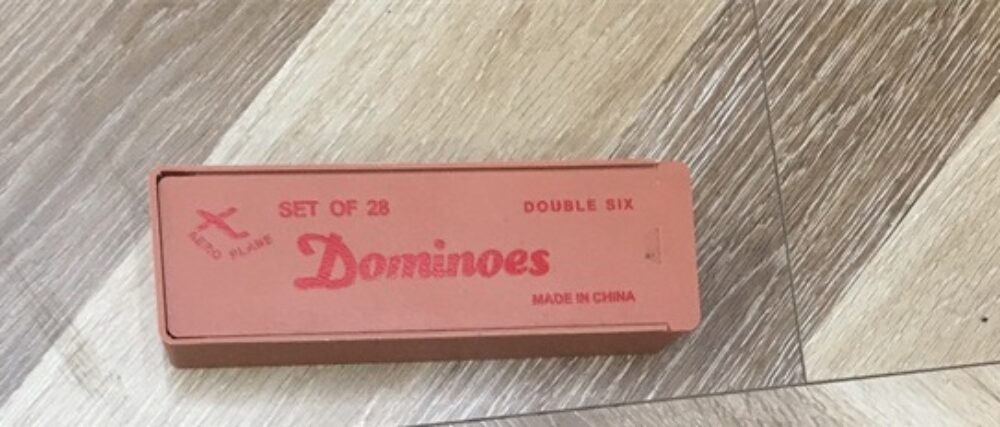 SET OF 28
DOUBLE SIX
AERO PLANE
Dominoes
MADE IN CHINA